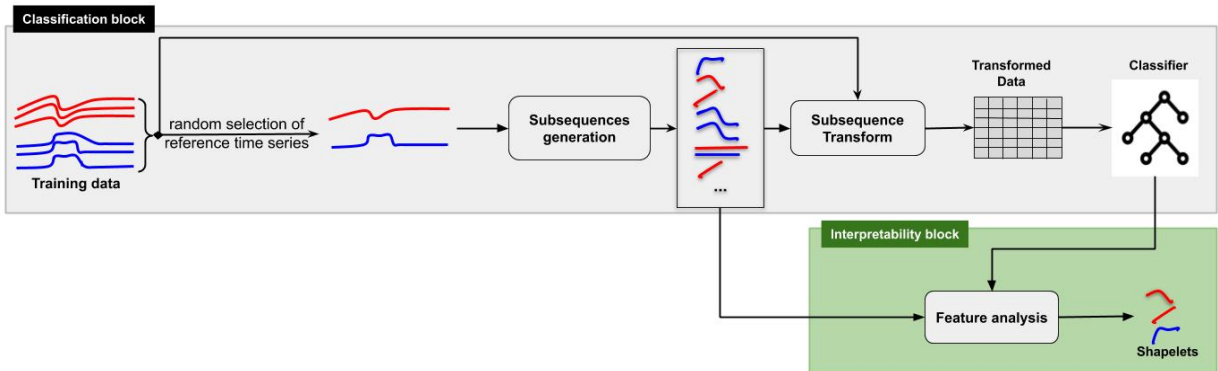 Classification block
Training data
random selection of
reference time series
Subsequences
generation
...
Subsequence
Transform
Transformed
Data
Classifier
Interpretability block
Feature analysis
Shapelets